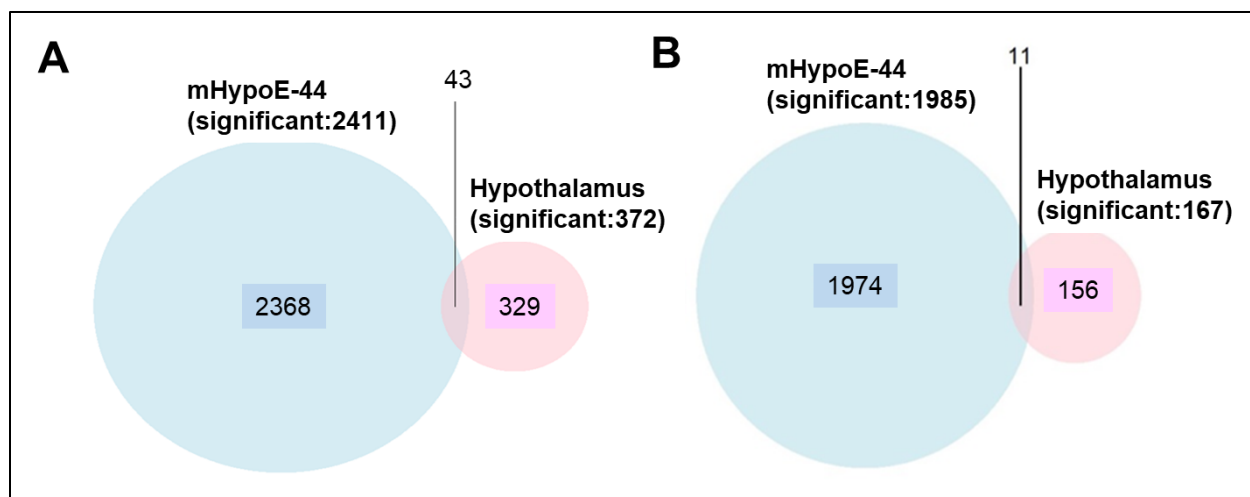 A
mHypoE-44
(significant:2411)
43
Hypothalamus
(significant:372)
2368
329
B
mHypoE-44
(significant:1985)
11
Hypothalamus
(significant:167)
1974
156